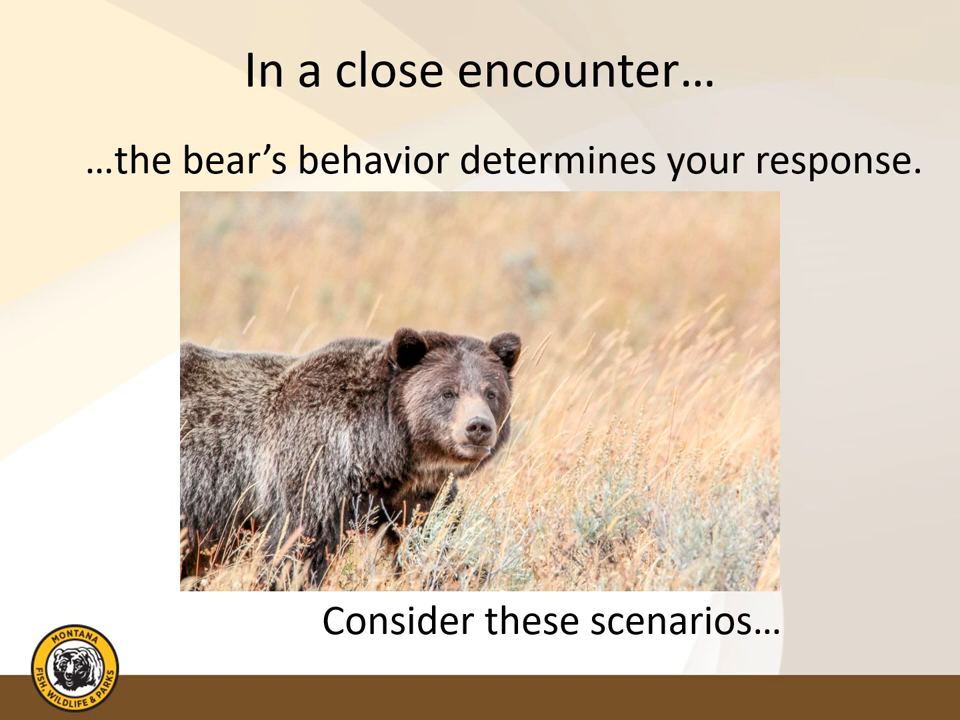 In a close encounter…
…the bear’s behavior determines your response.
Consider these scenarios…
MONTANA
FISH, WILDLIFE & PARKS